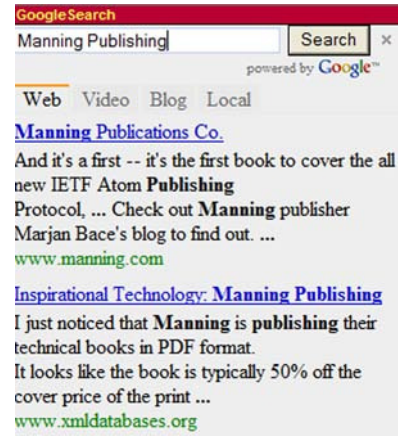 GoogleSearch
Manning Publishing Search ×
powered by Google™
Web Video Blog Local
Manning Publications Co.
And it's a first -- it's the first book to cover the all
new IETF Atom Publishing
Protocol, ... Check out Manning publisher
Marjan Bace's blog to find out. ...
www.manning.com
Inspirational Technology: Manning Publishing
I just noticed that Manning is publishing their
technical books in PDF format.
It looks like the book is typically 50% off the
cover price of the print ...
www.xmldatabases.org